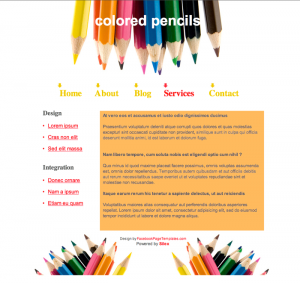 colored pencils
Home About Blog Services Contact
Design
Lorem ipsum
Cras non elit
Sed elit massa
Integration
Donec ornare
Nam a ipsum
Etiam eu quam
At vero eos et accusamus et iusto odio dignissimos ducimus
Phasentium voluptatum deleniti atque corrupti quos dolores et quas molestias
excepturi sint occaecati cupiditate non provident, similique sunt in culpa qui officia
deserunt mollitia animi, id est laborum et dolorum fuga.
Nam libero tempore, cum soluta nobis est eligendi optio cum nihil ?
Quo minus id quod maxime placeat facere possimus, omnis voluptas assumenda
est, omnis dolor repellendus. Temporibus autem quibusdam et aut officiis debitis
aut rerum necessitatibus saepe eveniet ut et voluptates repudiandae sint et
molestiae non recusandae.
Itaque earum rerum hic tenetur a sapiente delectus, ut aut reiciendis
Voluptatibus maiores alias consequatur aut perferendis doloribus asperiores
repellat. Lorem ipsum dolor sit amet, consectetur adipisicing elit, sed do eiusmod
tempor incididunt ut labore et dolore magna aliqua.
Design by FacebookPageTemplates.com
Powered by